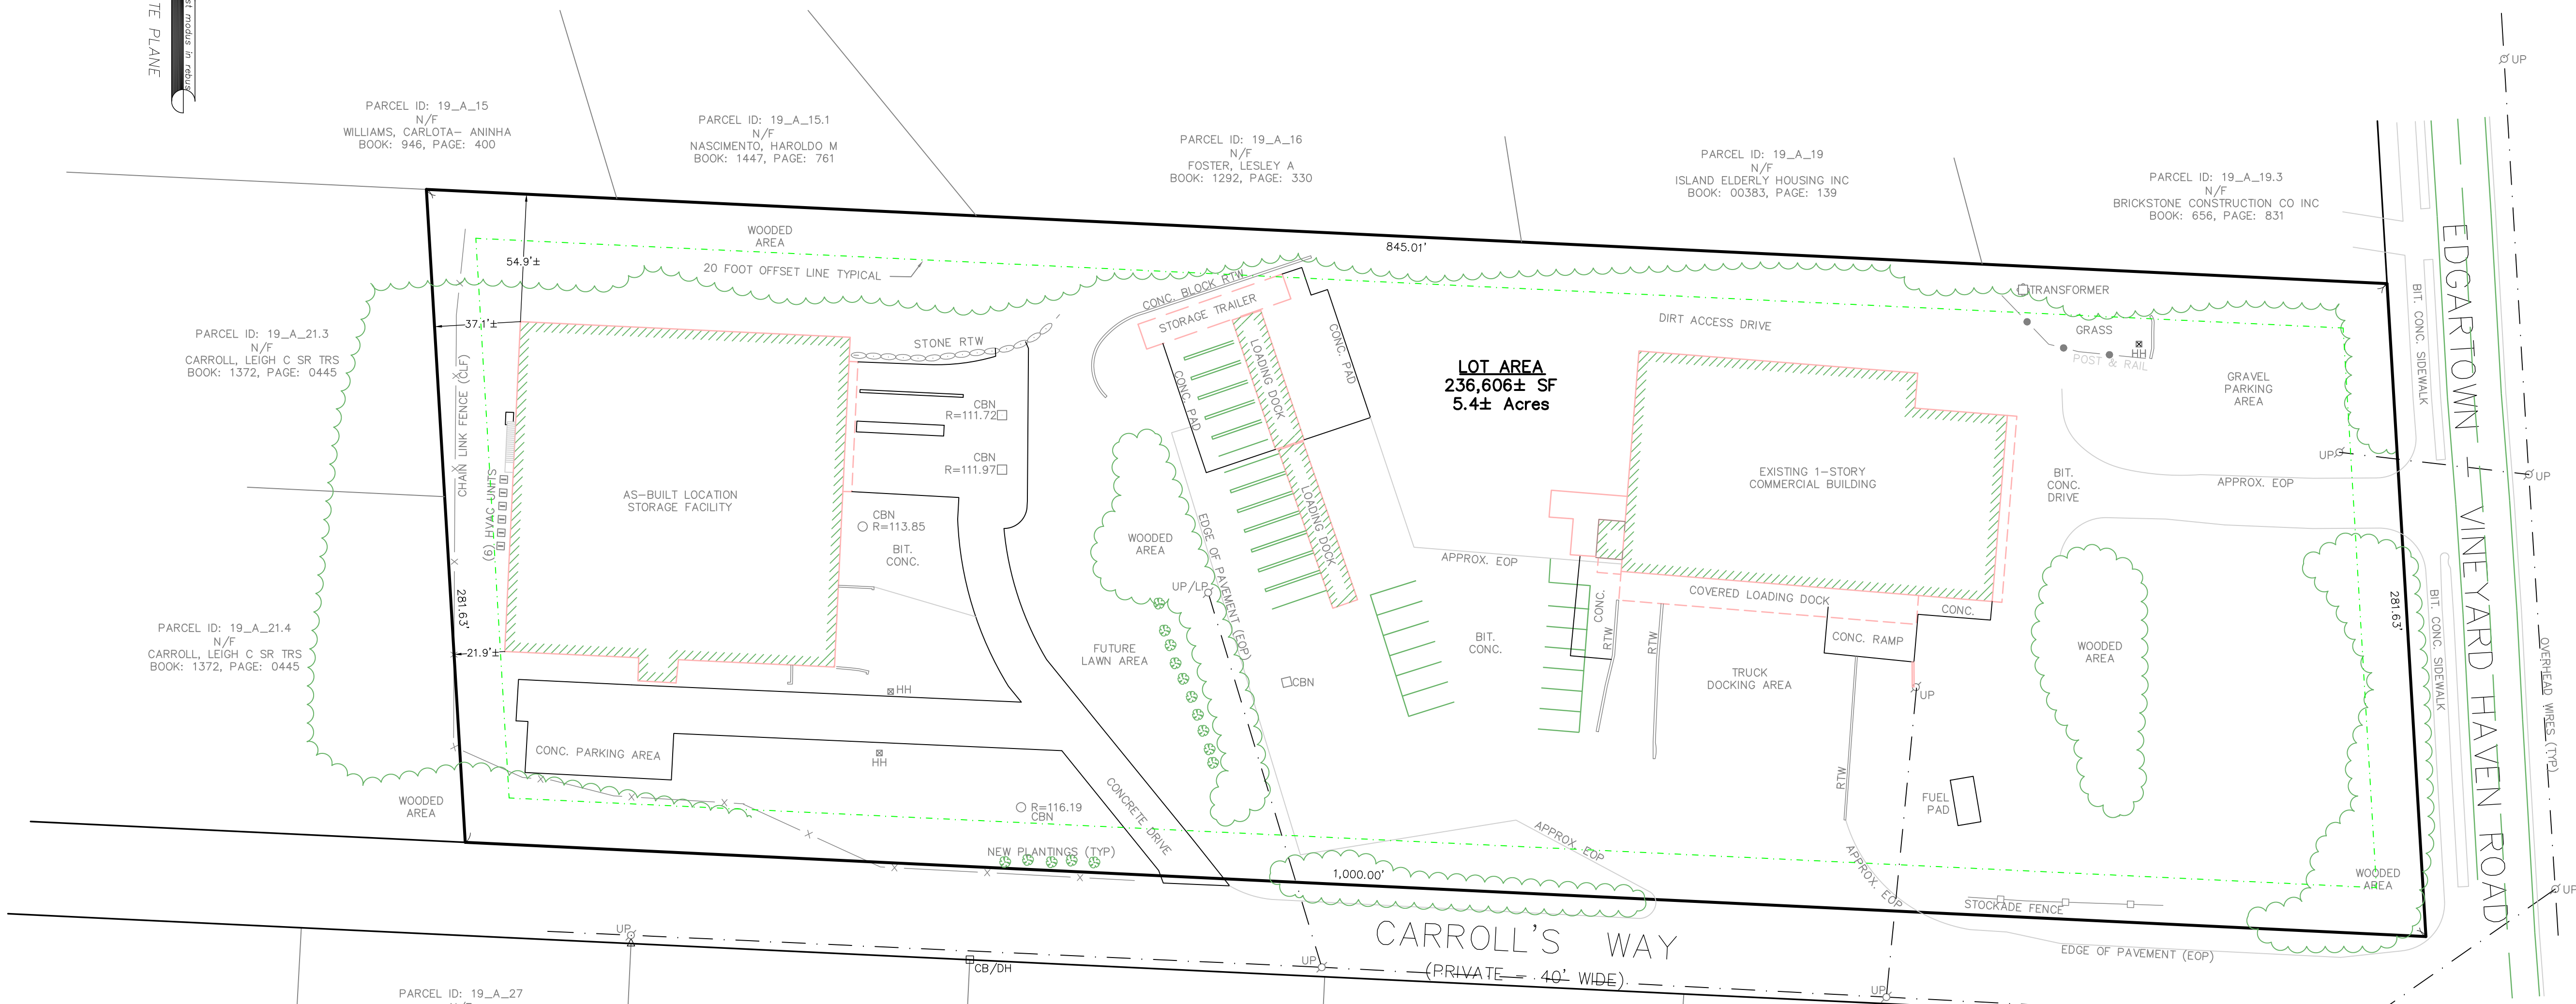 st modus in rebus
TE PLANE
PARCEL ID: 19_A_15
N/F
WILLIAMS, CARLOTA- ANINHA
BOOK: 946, PAGE: 400
PARCEL ID: 19_A_15.1
N/F
NASCIMENTO, HAROLDO M
BOOK: 1447, PAGE: 761
PARCEL ID: 19_A_16
N/F
FOSTER, LESLEY A
BOOK: 1292, PAGE: 330
PARCEL ID: 19_A_19
N/F
ISLAND ELDERLY HOUSING INC
BOOK: 00383, PAGE: 139
PARCEL ID: 19_A_19.3
N/F
BRICKSTONE CONSTRUCTION CO INC
BOOK: 656, PAGE: 831
UP
WOODED
AREA
845.01'
54.9'±
20 FOOT OFFSET LINE TYPICAL
37.1'±
PARCEL ID: 19_A_21.3
N/F
CARROLL, LEIGH C SR TRS
BOOK: 1372, PAGE: 0445
CHAIN LINK FENCE (CLF)
(6) HVAC UNITS
AS-BUILT LOCATION
STORAGE FACILITY
STONE RTW
CBN
R=111.72
CBN
R=111.97
CBN
R=113.85
BIT.
CONC.
CONC. BLOCK RTW
STORAGE TRAILER
LOADING DOCK
CONC. PAD
CONC. PAD
LOADING DOCK
DIRT ACCESS DRIVE
LOT AREA
236,606± SF
5.4± Acres
TRANSFORMER
GRASS
HH
POST & RAIL
GRAVEL
PARKING
AREA
BIT. CONC. SIDEWALK
EDGARTOWN - VINEYARD HAVEN ROAD
UP
UP
EXISTING 1-STORY
COMMERCIAL BUILDING
BIT.
CONC.
DRIVE
APPROX. EOP
WOODED
AREA
EDGE OF PAVEMENT (EOP)
UP/LP
APPROX. EOP
COVERED LOADING DOCK
CONC.
CONC.
CONC. RAMP
RTW
RTW
281.63'
281.63'
BIT. CONC. SIDEWALK
OVERHEAD WIRES (TYP)
PARCEL ID: 19_A_21.4
N/F
CARROLL, LEIGH C SR TRS
BOOK: 1372, PAGE: 0445
21.9'±
FUTURE
LAWN AREA
CBN
BIT.
CONC.
TRUCK
DOCKING AREA
UP
WOODED
AREA
HH
HH
CONC. PARKING AREA
WOODED
AREA
R=116.19
CBN
CONCRETE DRIVE
NEW PLANTINGS (TYP)
RTW
FUEL
PAD
APPROX. EOP
APPROX. EOP
1,000.00'
STOCKADE FENCE
WOODED
AREA
UP
EDGE OF PAVEMENT (EOP)
CARROLL'S WAY
(PRIVATE - 40' WIDE)
UP
CB/DH
UP
UP
PARCEL ID: 19_A_27